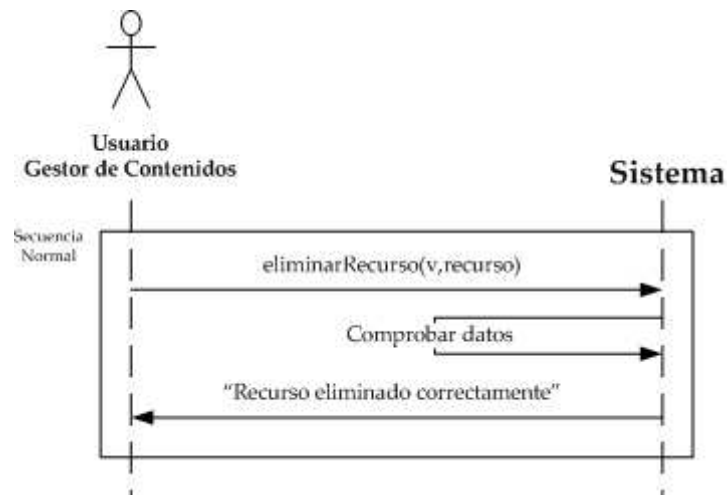 Usuario
Gestor de Contenidos
Sistema
Secuencia
Normal
eliminarRecurso(v,recurso)
Comprobar datos
“Recurso eliminado correctamente”